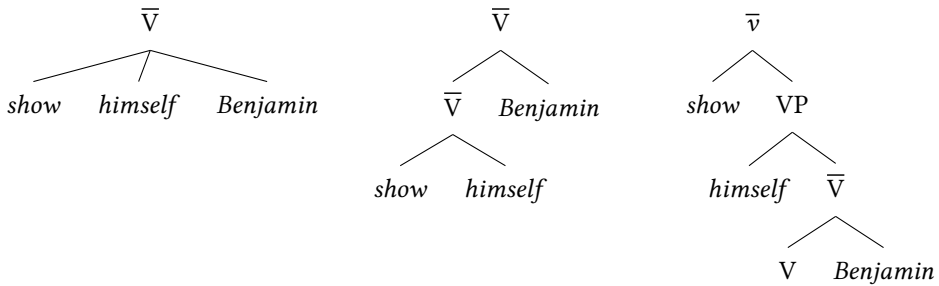 V̅ V̅ v̅
show himself Benjamin V̅ Benjamin show VP
show himself himself V̅
V Benjamin